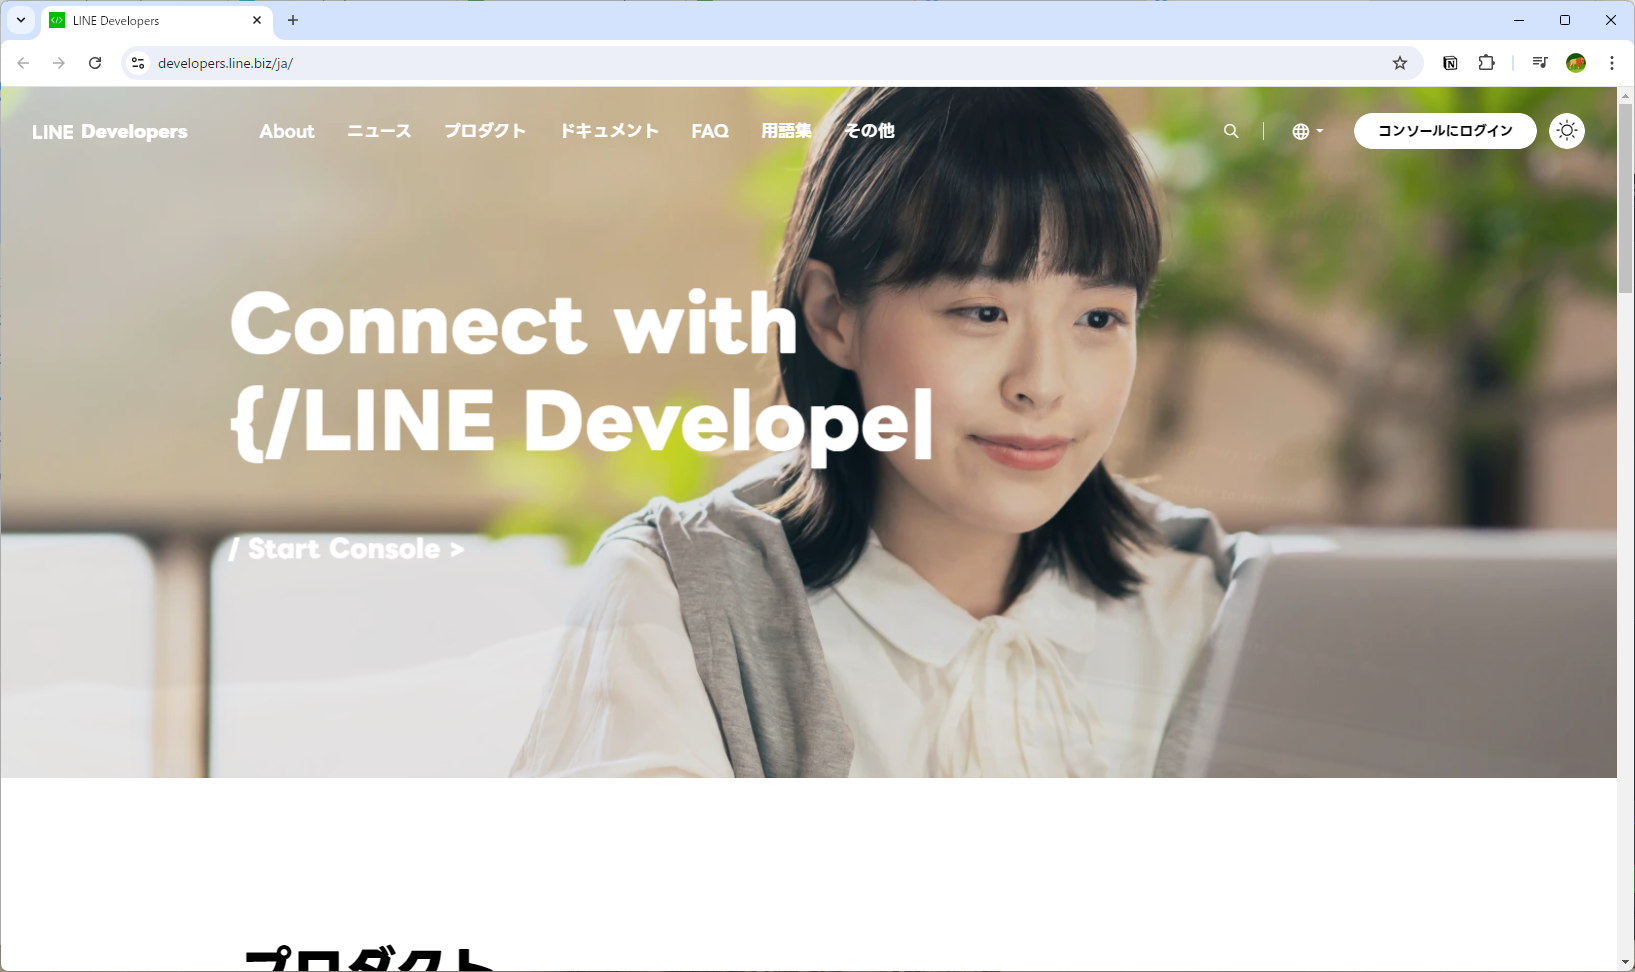 LINE Developers
developers.line.biz/ja/
LINE Developers
About
ニュース
プロダクト
ドキュメント
FAQ
用語集
その他
コンソールにログイン
Connect with
{/LINE Develope|
/ Start Console >
プロダクト